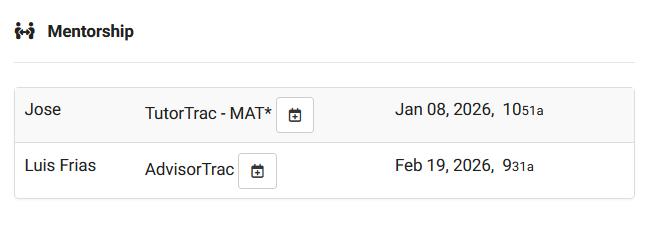 Mentorship
Jose TutorTrac - MAT* Jan 08, 2026, 1051a
Luis Frias AdvisorTrac Feb 19, 2026, 931a